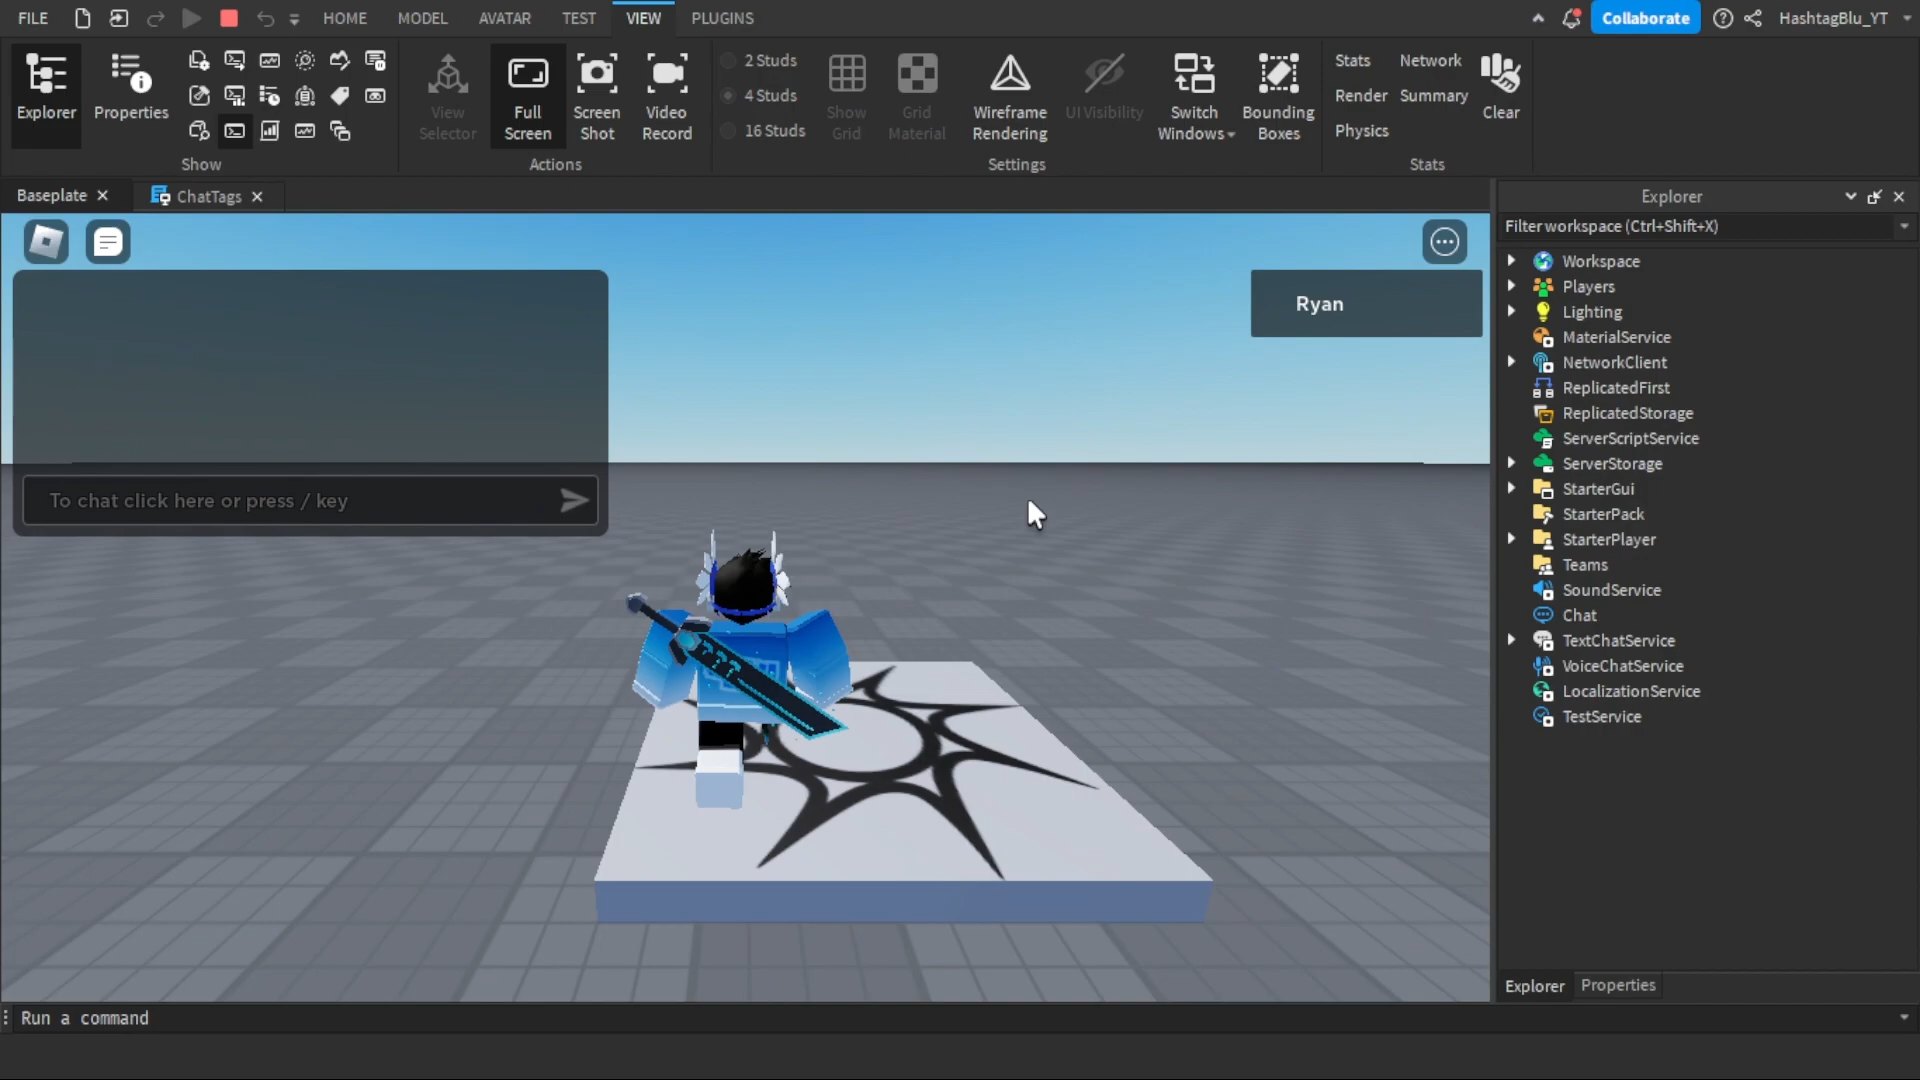 FILE
HOME
MODEL
AVATAR
TEST
VIEW
PLUGINS
Collaborate
HashtagBlu_YT
Explorer
Properties
Show
View
Selector
Full
Screen
Screen
Shot
Video
Record
Actions
2 Studs
4 Studs
16 Studs
Show
Grid
Grid
Material
Wireframe
Rendering
UI Visibility
Switch
Windows
Bounding
Boxes
Settings
Stats
Network
Render
Summary
Physics
Clear
Stats
Baseplate
ChatTags
Explorer
Filter workspace (Ctrl+Shift+X)
Ryan
To chat click here or press / key
Workspace
Players
Lighting
MaterialService
NetworkClient
ReplicatedFirst
ReplicatedStorage
ServerScriptService
ServerStorage
StarterGui
StarterPack
StarterPlayer
Teams
SoundService
Chat
TextChatService
VoiceChatService
LocalizationService
TestService
Explorer
Properties
Run a command